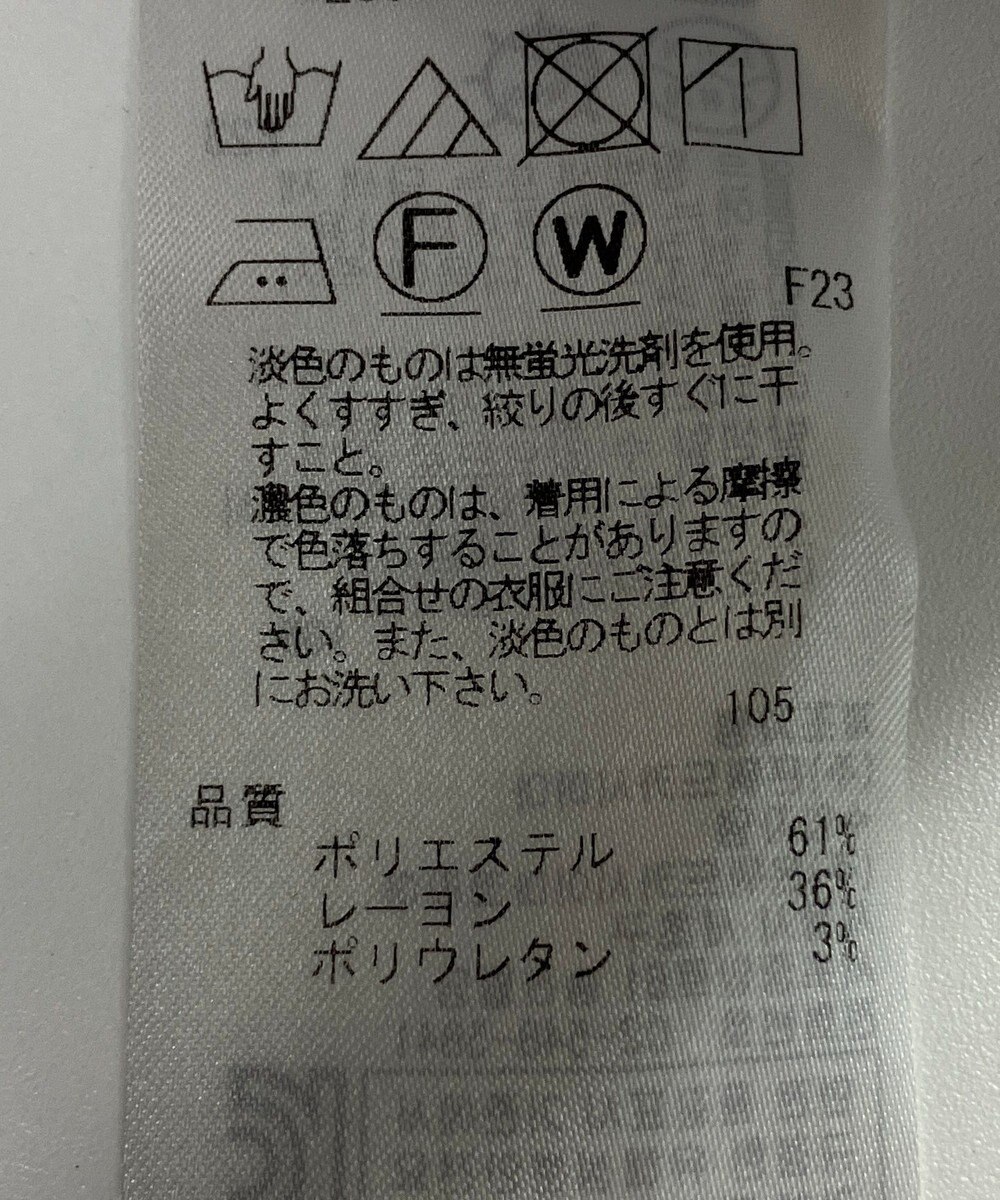 F
W
F23
淡色のものは無蛍光洗剤を使用。
よくすすぎ、絞りの後すぐに干
すこと。
濃色のものは、着用による摩擦
で色落ちすることがありますの
で、組合せの衣服にご注意くだ
さい。また、淡色のものとは別
にお洗い下さい。
105
品質
ポリエステル 61%
レーヨン 36%
ポリウレタン 3%